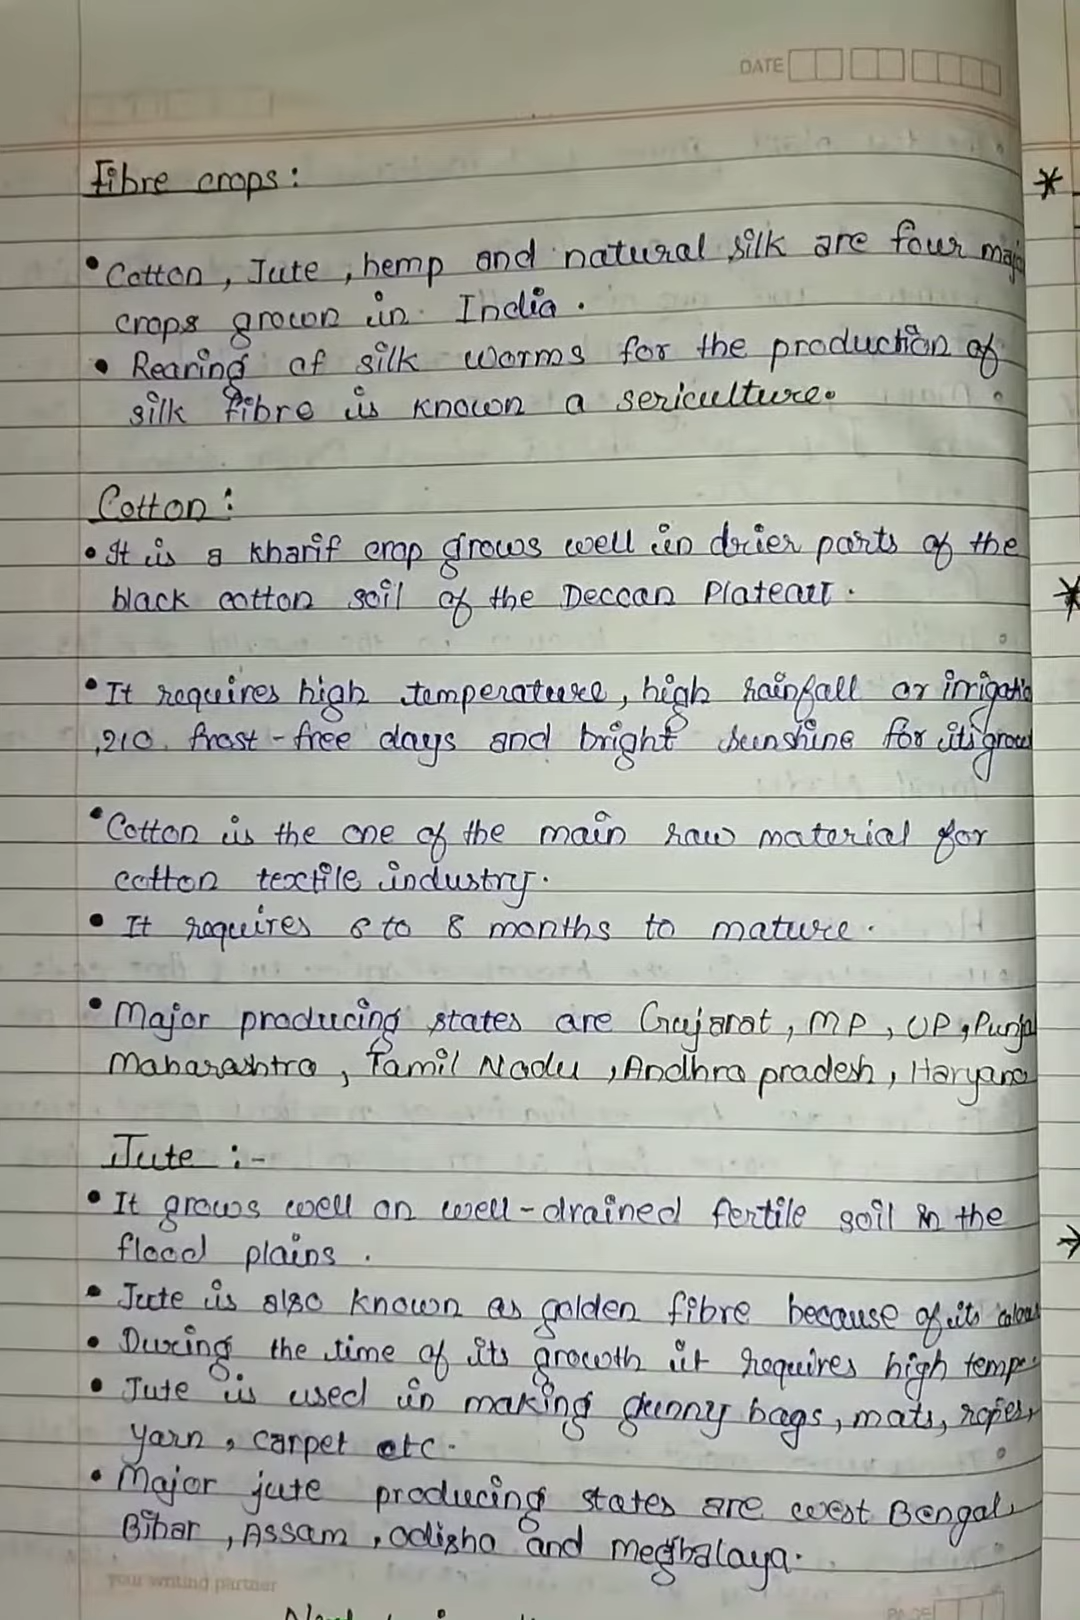 DATE
Fibre crops:
• Cotton, Jute, hemp and natural silk are four
crops grown in India.
• Rearing of silk worms for the production of
silk fibre is known a sericulture.
Cotton:
• It is a kharif crop grows well in drier parts of the
black cotton soil of the Deccan Plateau.
• It requires high temperature, high rainfall or
, 210 frost-free days and bright sunshine for its
• Cotton is the one of the main raw material for
cotton textile industry.
• It requires 6 to 8 months to mature.
• Major producing states are Gujarat, MP, UP,
Maharashtra, Tamil Nadu, Andhra pradesh, Haryana
Jute :-
• It grows well on well-drained fertile soil in the
flood plains.
• Jute is also known as golden fibre because of its
• During the time of its growth it requires high temp.
• Jute is used in making gunny bags, mats, ropes,
yarn, carpet etc.
• Major jute producing states are west Bengal,
Bihar, Assam, odisha and meghalaya.
your writing partner
PAGE